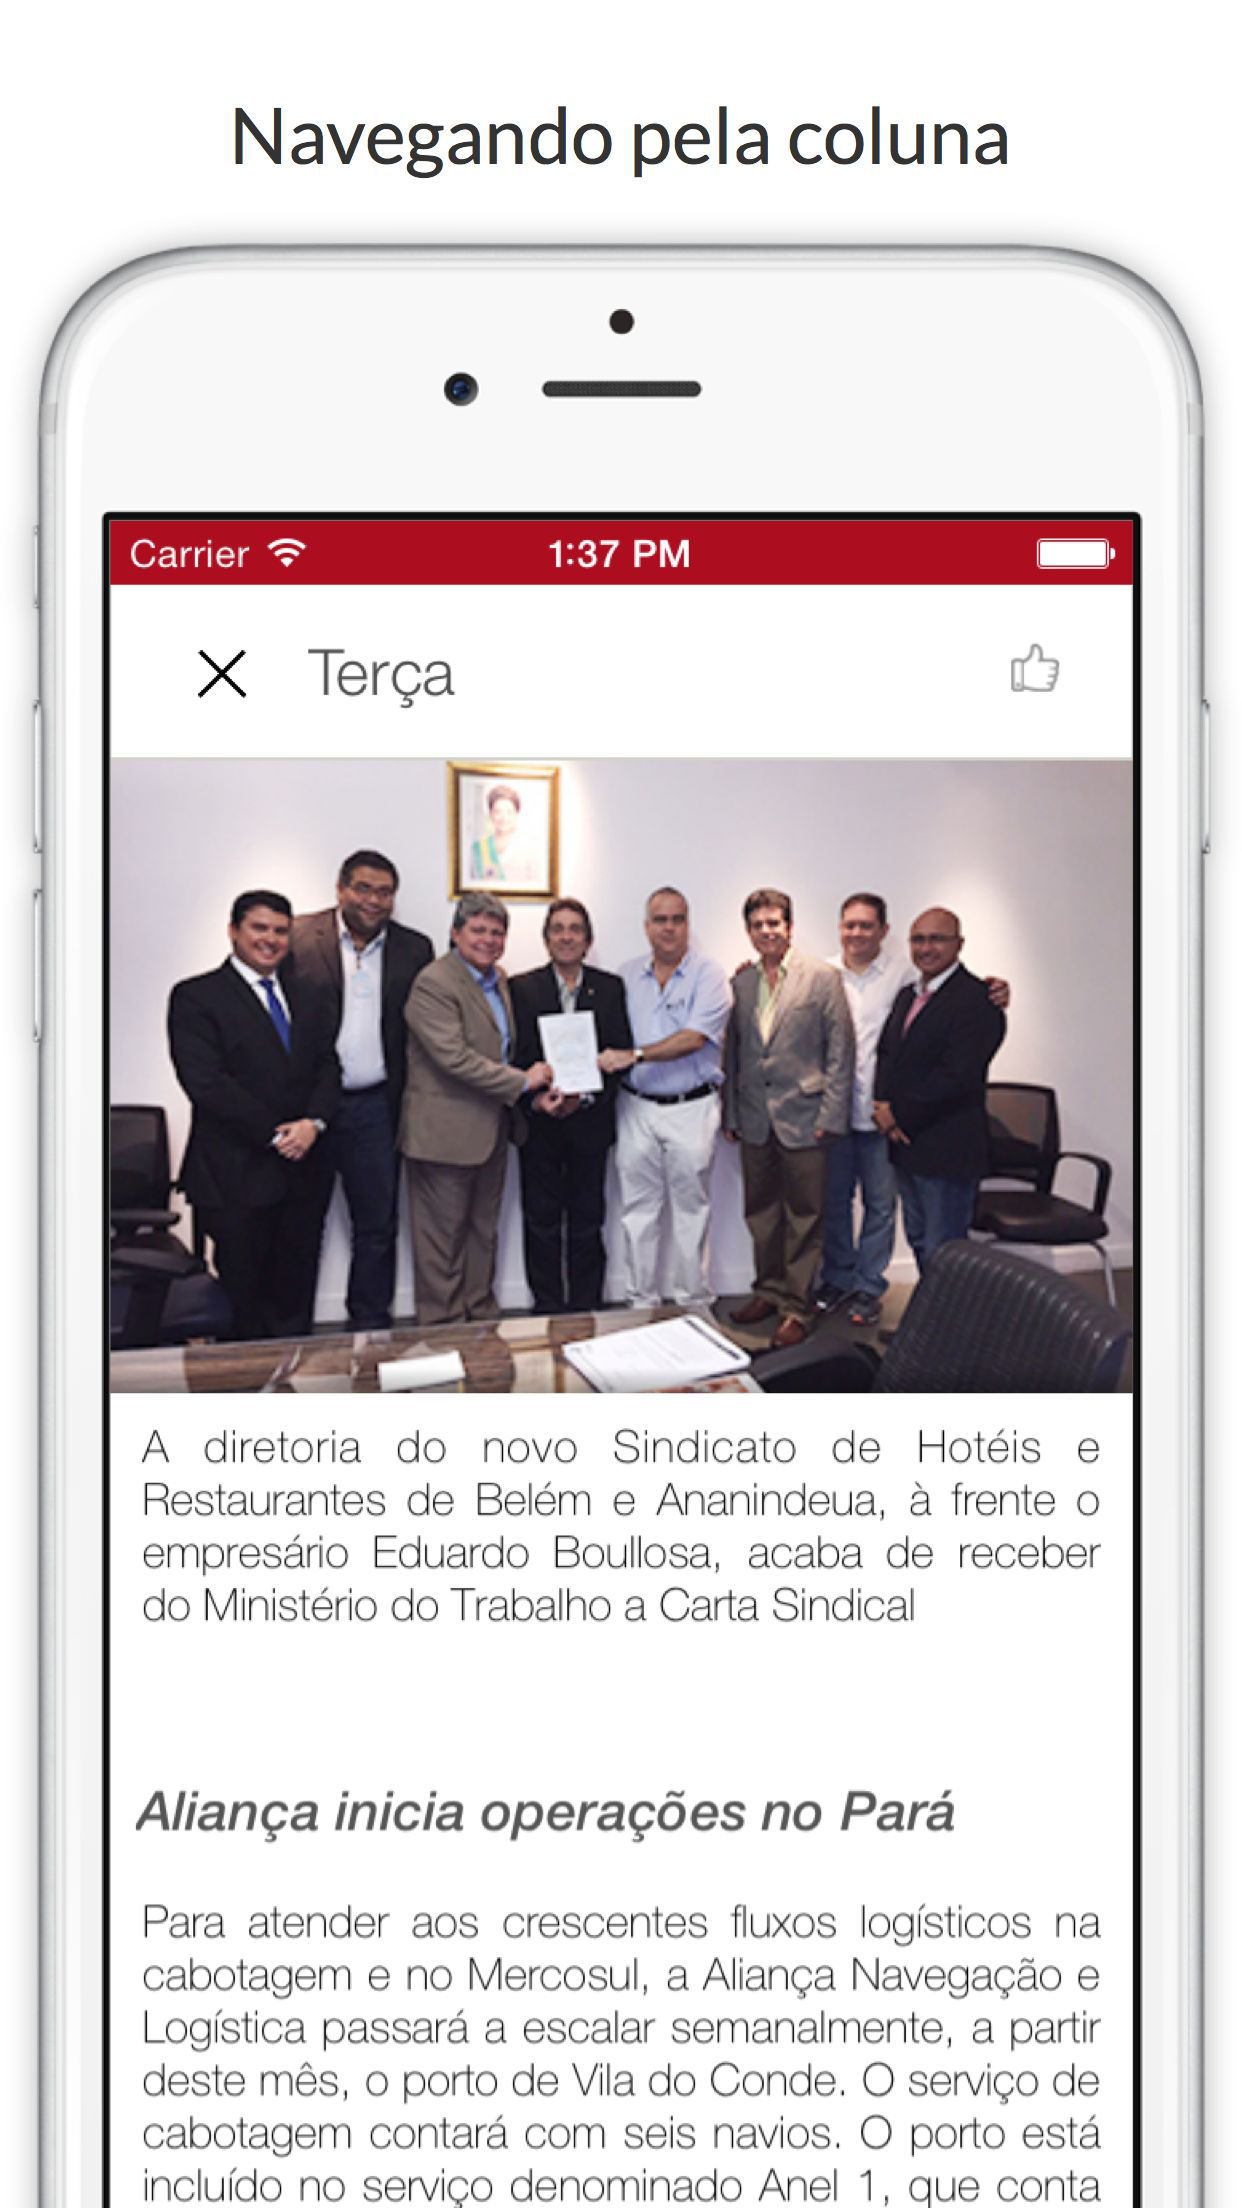 Navegando pela coluna
Carrier
1:37 PM
Terça
A diretoria do novo Sindicato de Hotéis e
Restaurantes de Belém e Ananindeua, à frente o
empresário Eduardo Boullosa, acaba de receber
do Ministério do Trabalho a Carta Sindical
Aliança inicia operações no Pará
Para atender aos crescentes fluxos logísticos na
cabotagem e no Mercosul, a Aliança Navegação e
Logística passará a escalar semanalmente, a partir
deste mês, o porto de Vila do Conde. O serviço de
cabotagem contará com seis navios. O porto está
incluído no serviço denominado Anel 1, que conta